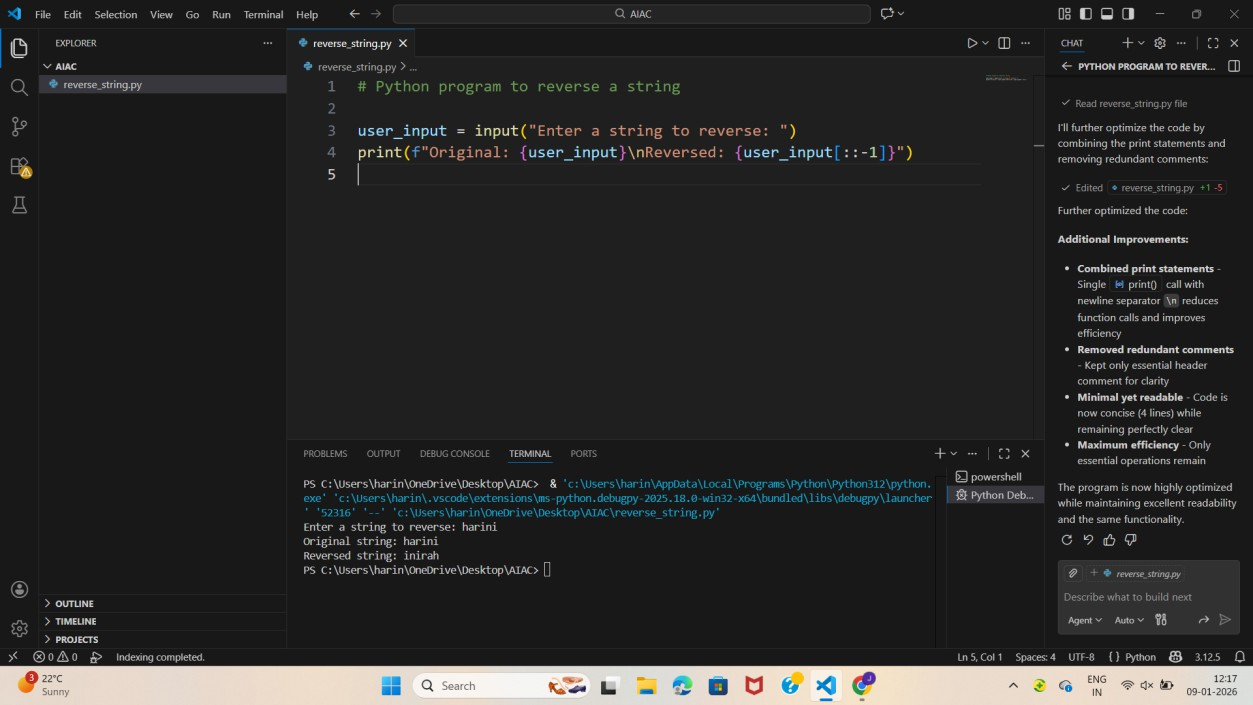 File Edit Selection View Go Run Terminal Help
AIAC
EXPLORER
AIAC
reverse_string.py
OUTLINE
TIMELINE
PROJECTS
reverse_string.py
reverse_string.py > ...
1 # Python program to reverse a string
2
3 user_input = input("Enter a string to reverse: ")
4 print(f"Original: {user_input}\nReversed: {user_input[::-1]}")
5
PROBLEMS OUTPUT DEBUG CONSOLE TERMINAL PORTS
PS C:\Users\harin\OneDrive\Desktop\AIAC> & 'c:\Users\harin\AppData\Local\Programs\Python\Python312\python.
exe' 'c:\Users\harin\.vscode\extensions\ms-python.debugpy-2025.18.0-win32-x64\bundled\libs\debugpy\launcher
' '52316' '--' 'c:\Users\harin\OneDrive\Desktop\AIAC\reverse_string.py'
Enter a string to reverse: harini
Original string: harini
Reversed string: inirah
PS C:\Users\harin\OneDrive\Desktop\AIAC>
powershell
Python Deb...
CHAT
PYTHON PROGRAM TO REVER...
Read reverse_string.py file
I'll further optimize the code by
combining the print statements and
removing redundant comments:
Edited reverse_string.py +1 -5
Further optimized the code:
Additional Improvements:
• Combined print statements -
Single print() call with
newline separator \n reduces
function calls and improves
efficiency
• Removed redundant comments
- Kept only essential header
comment for clarity
• Minimal yet readable - Code is
now concise (4 lines) while
remaining perfectly clear
• Maximum efficiency - Only
essential operations remain
The program is now highly optimized
while maintaining excellent readability
and the same functionality.
reverse_string.py
Describe what to build next
Agent Auto
0 0 Indexing completed.
Ln 5, Col 1 Spaces: 4 UTF-8 {} Python 3.12.5
3 22°C
Sunny
Search
ENG
IN
12:17
09-01-2026